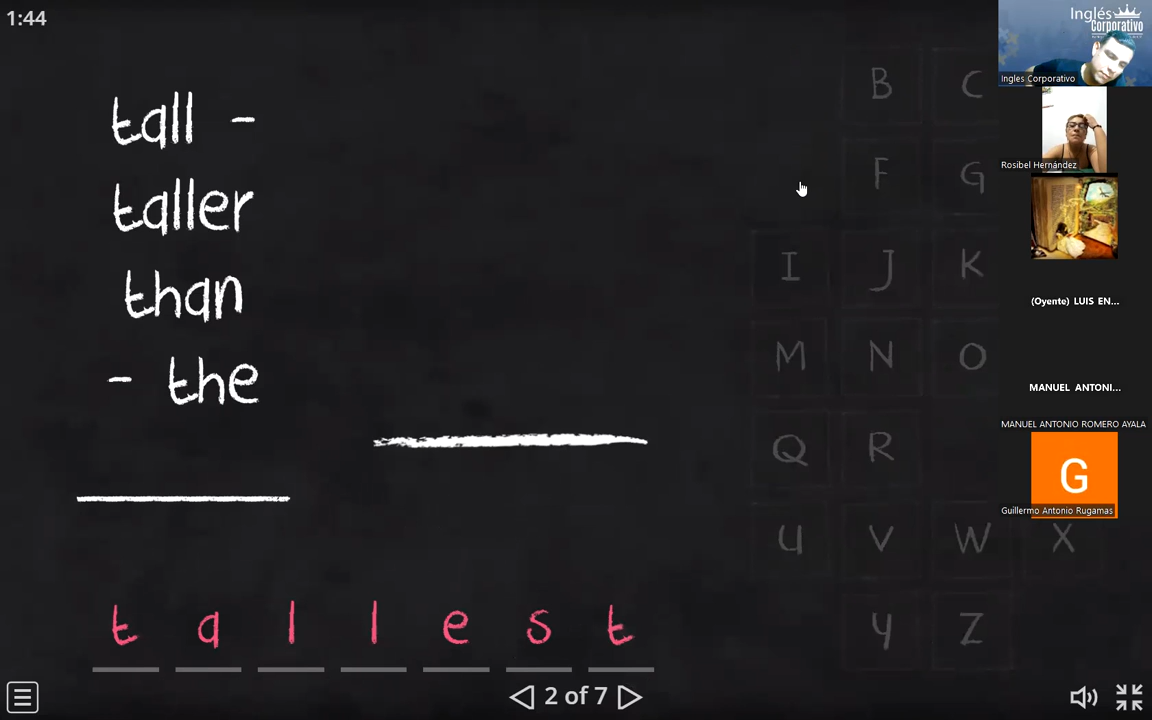 1:44
tall -
taller
than
- the
t a l l e s t
B C
F G
I J K
M N O
Q R
U V W X
Y Z
2 of 7
Inglés
Corporativo
Ingles Corporativo
Rosibel Hernández
(Oyente) LUIS EN...
MANUEL ANTONI...
MANUEL ANTONIO ROMERO AYALA
G
Guillermo Antonio Rugamas